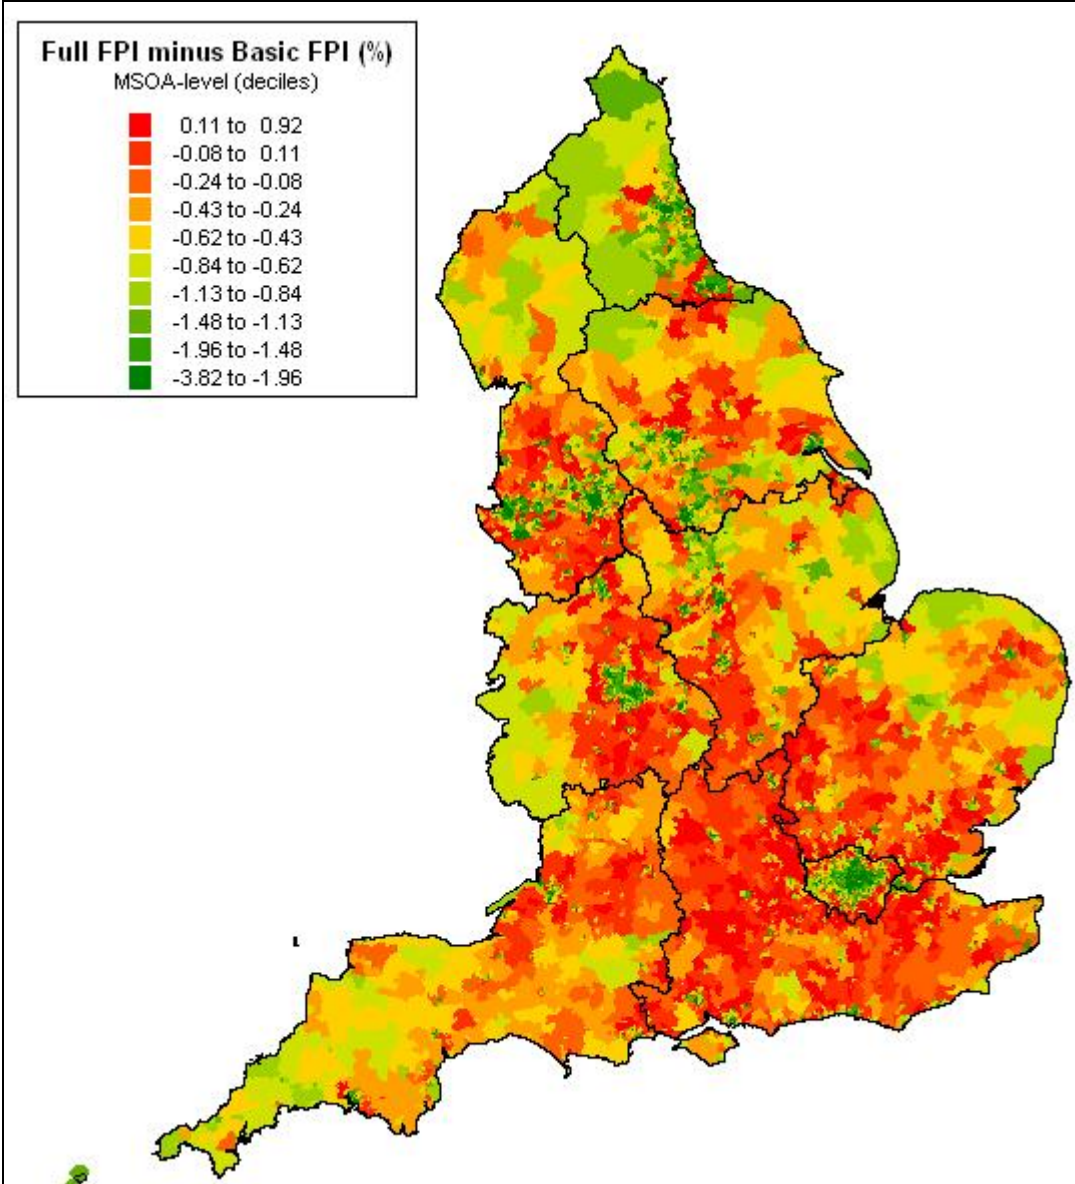 Full FPI minus Basic FPI (%)
MSOA-level (deciles)
0.11 to 0.92
-0.08 to 0.11
-0.24 to -0.08
-0.43 to -0.24
-0.62 to -0.43
-0.84 to -0.62
-1.13 to -0.84
-1.48 to -1.13
-1.96 to -1.48
-3.82 to -1.96